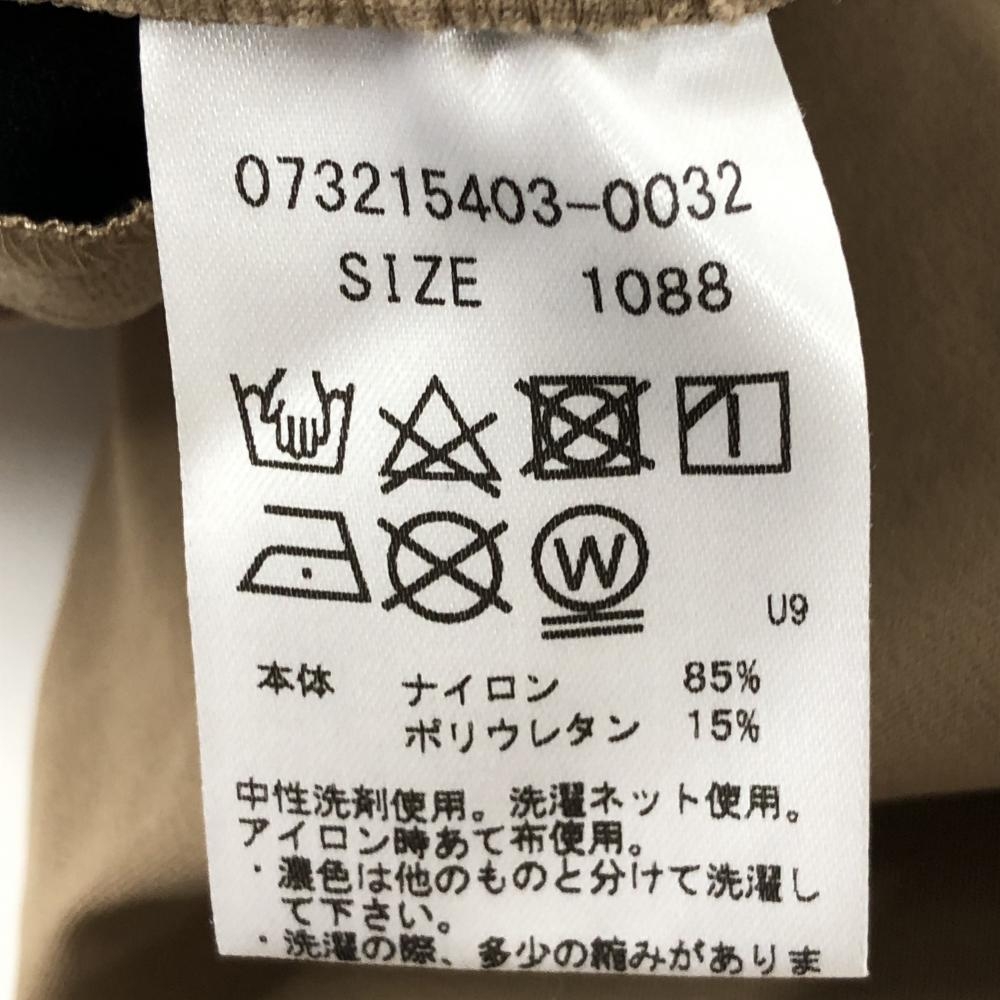 073215403-0032
SIZE 1088
W
U9
本体 ナイロン 85%
ポリウレタン 15%
中性洗剤使用。洗濯ネット使用。
アイロン時あて布使用。
・濃色は他のものと分けて洗濯し
て下さい。
・洗濯の際、多少の縮みがありま